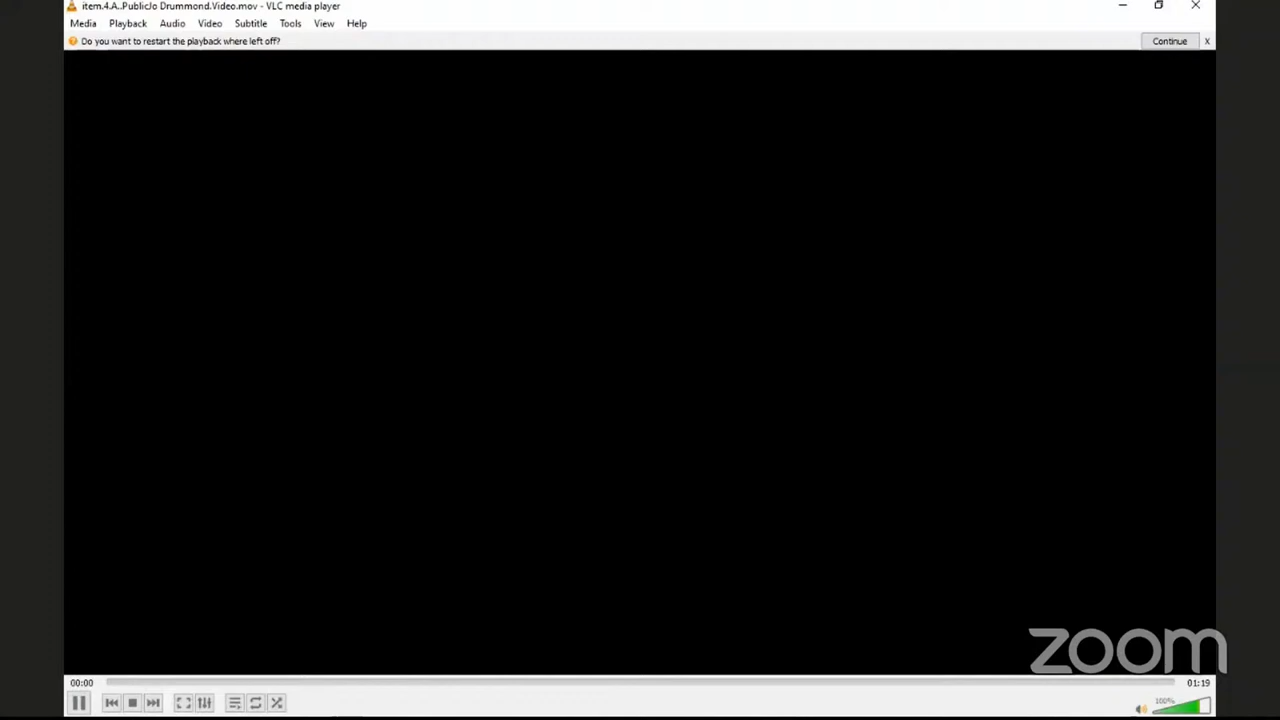 item.4.A..PublicJo Drummond.Video.mov - VLC media player
Media Playback Audio Video Subtitle Tools View Help
Do you want to restart the playback where left off? Continue x
zoom
00:00 01:19
100%